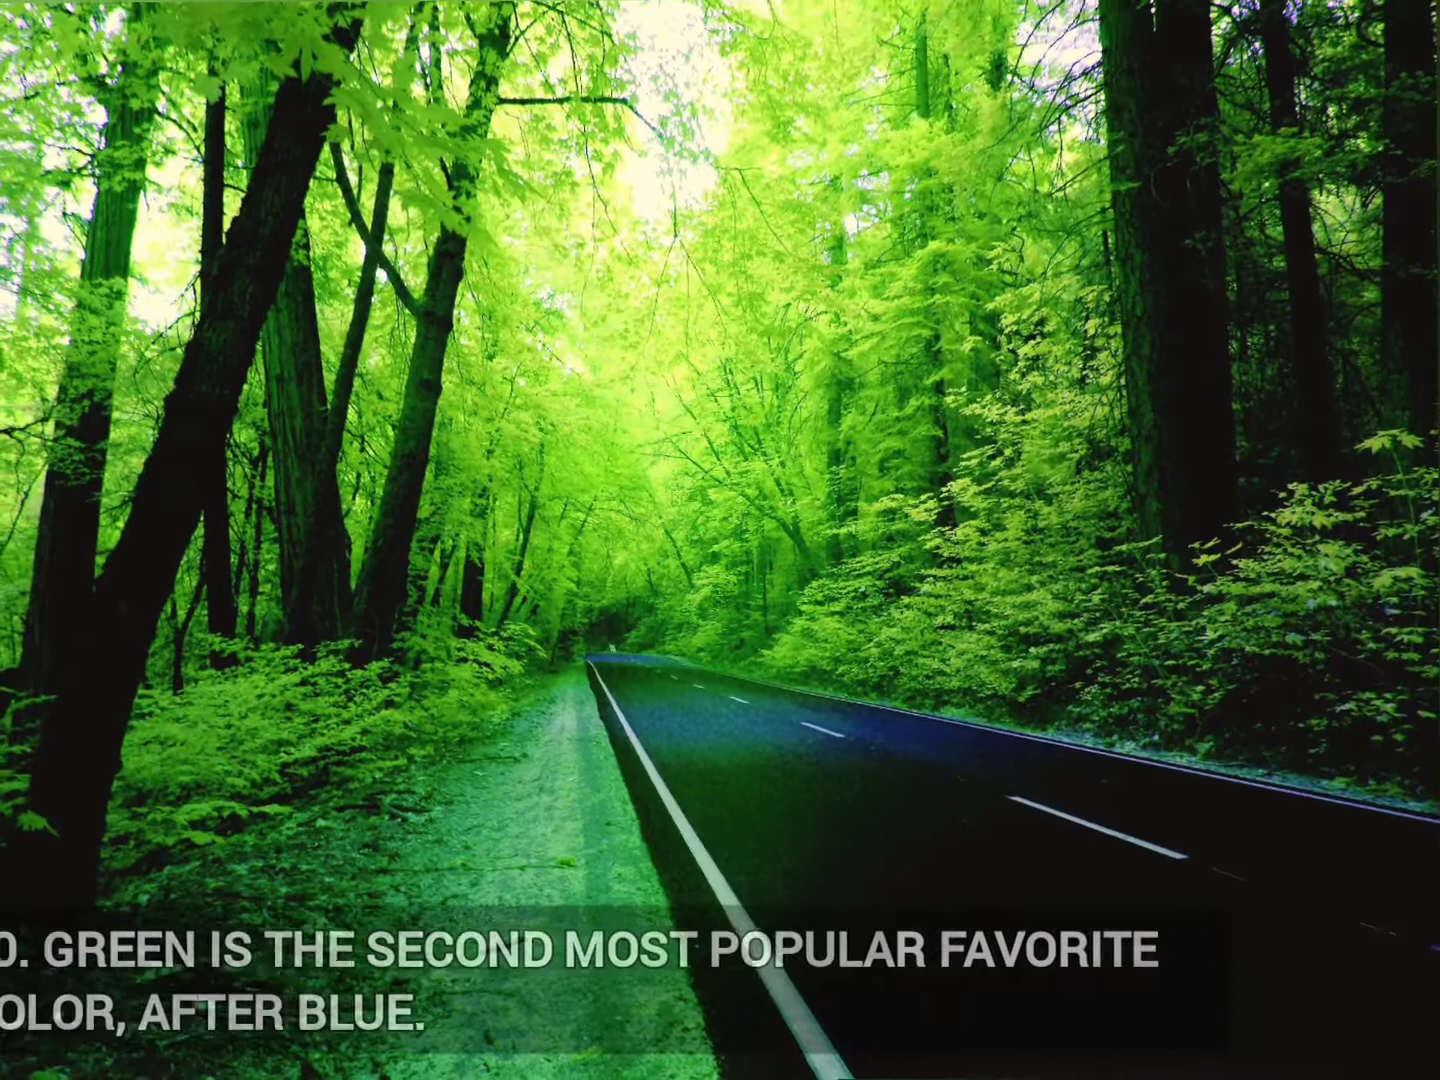 0. GREEN IS THE SECOND MOST POPULAR FAVORITE
OLOR, AFTER BLUE.